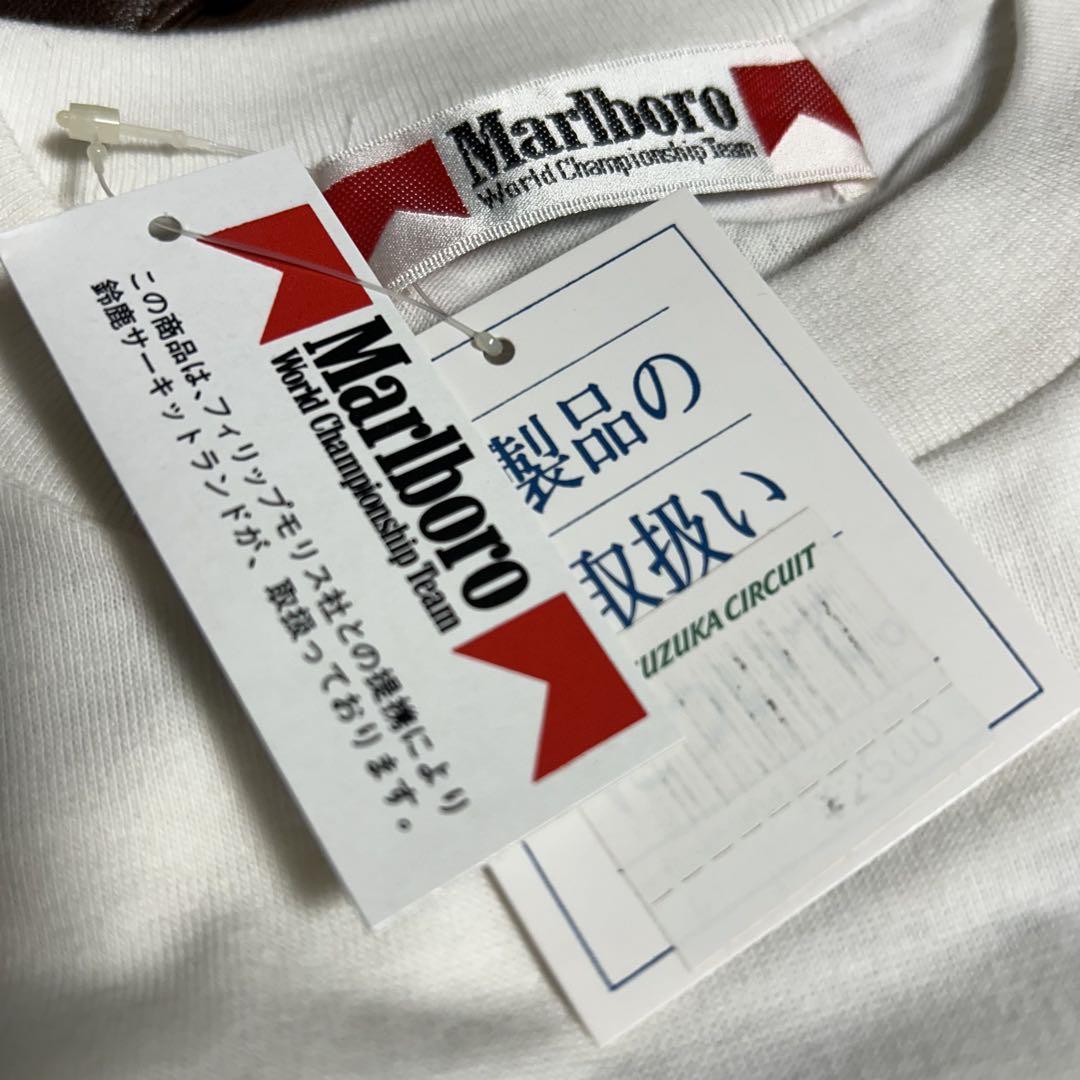 Marlboro
World Championship Team
Marlboro
World Championship Team
この商品は、フィリップモリス社との提携により
鈴鹿サーキットランドが、取扱っております。
製品の
取扱い
UZUKA CIRCUIT